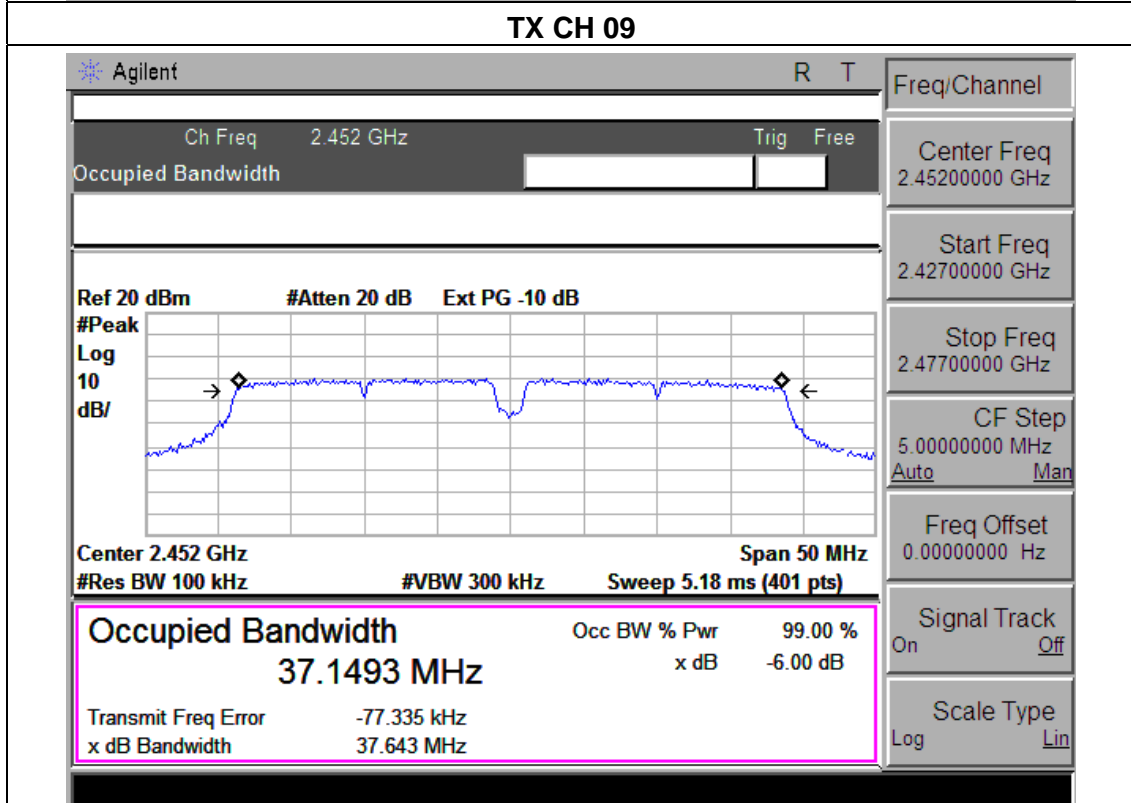 TX CH 09
Agilent R T
Ch Freq 2.452 GHz Trig Free
Occupied Bandwidth
Ref 20 dBm #Atten 20 dB Ext PG -10 dB
#Peak
Log
10
dB/
Center 2.452 GHz Span 50 MHz
#Res BW 100 kHz #VBW 300 kHz Sweep 5.18 ms (401 pts)
Occupied Bandwidth Occ BW % Pwr 99.00 %
37.1493 MHz x dB -6.00 dB
Transmit Freq Error -77.335 kHz
x dB Bandwidth 37.643 MHz
Freq/Channel
Center Freq
2.45200000 GHz
Start Freq
2.42700000 GHz
Stop Freq
2.47700000 GHz
CF Step
5.00000000 MHz
Auto Man
Freq Offset
0.00000000 Hz
Signal Track
On Off
Scale Type
Log Lin